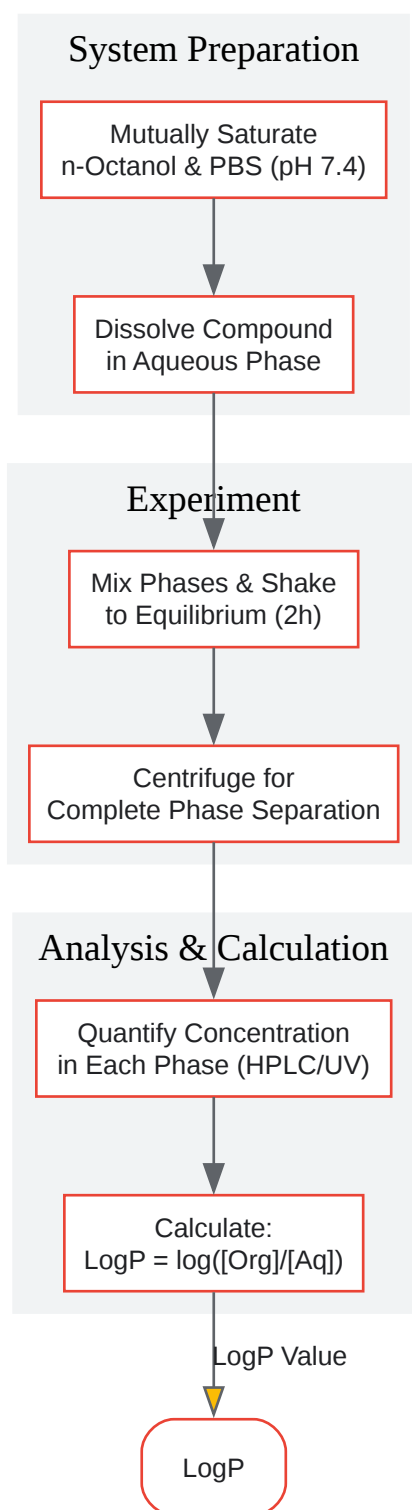 System Preparation
Mutually Saturate
n-Octanol & PBS (pH 7.4)
Dissolve Compound
in Aqueous Phase
Experiment
Mix Phases & Shake
to Equilibrium (2h)
Centrifuge for
Complete Phase Separation
Analysis & Calculation
Quantify Concentration
in Each Phase (HPLC/UV)
Calculate:
LogP = log([Org]/[Aq])
LogP Value
LogP